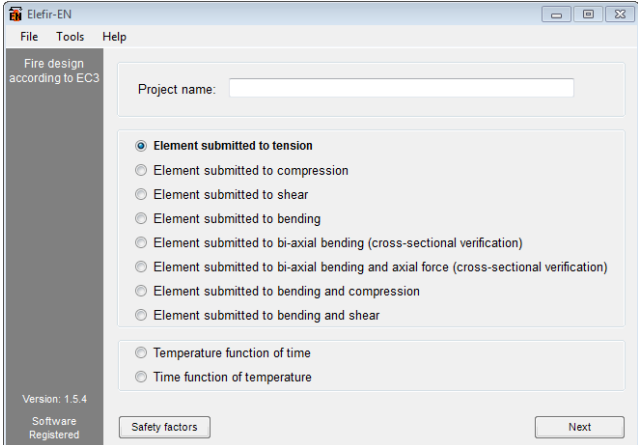 Elefir-EN
File Tools Help
Fire design
according to EC3
Project name:
Element submitted to tension
Element submitted to compression
Element submitted to shear
Element submitted to bending
Element submitted to bi-axial bending (cross-sectional verification)
Element submitted to bi-axial bending and axial force (cross-sectional verification)
Element submitted to bending and compression
Element submitted to bending and shear
Temperature function of time
Time function of temperature
Version: 1.5.4
Software
Registered
Safety factors
Next